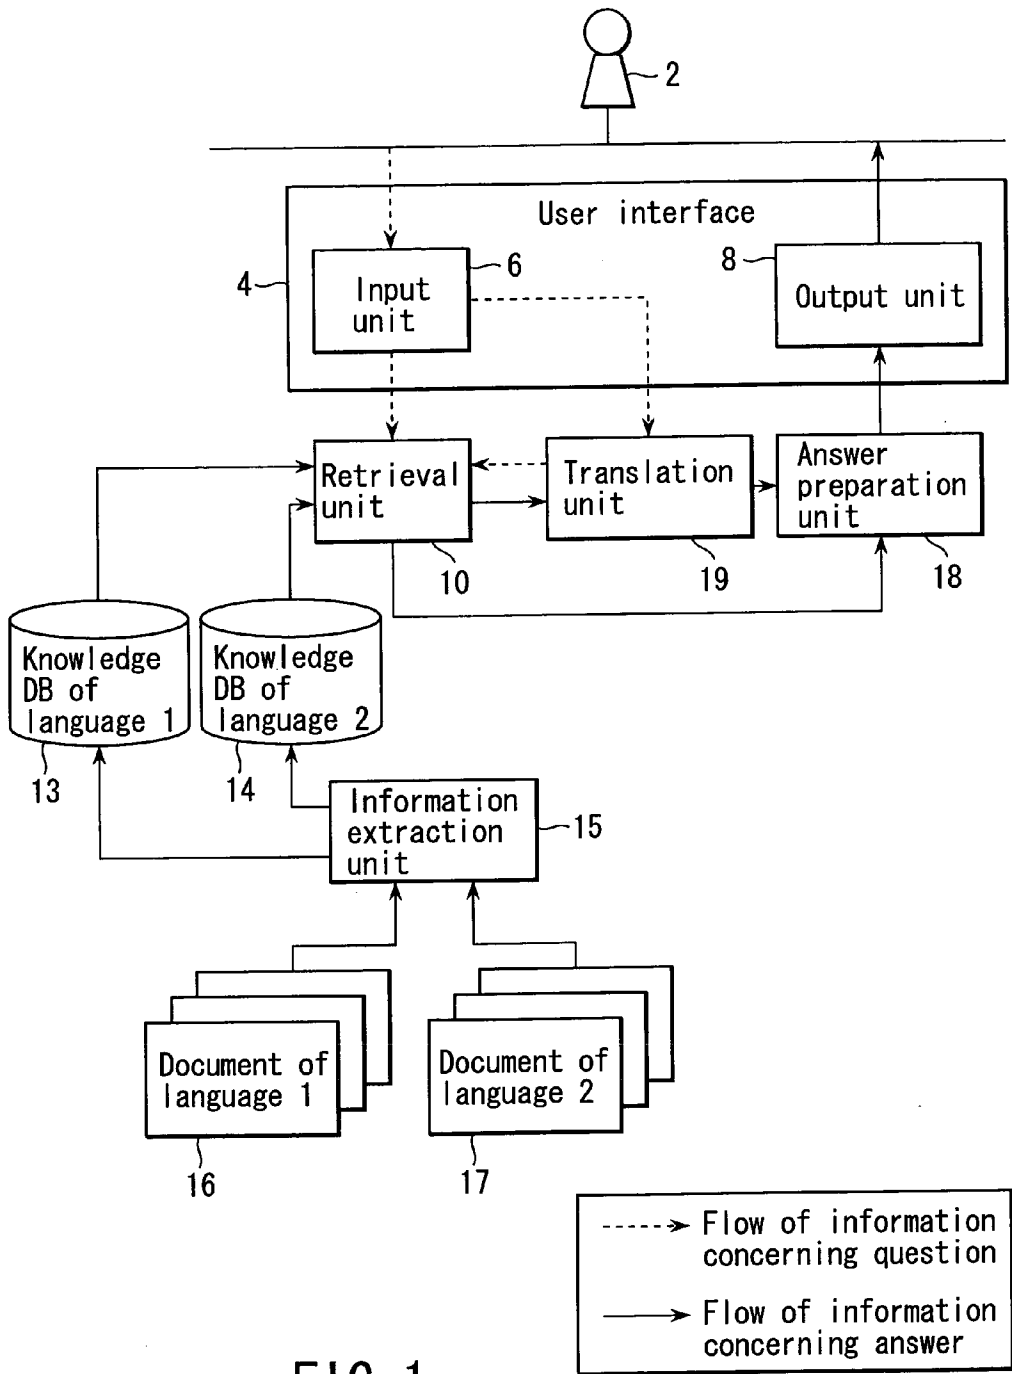 2
User interface
4
6
8
Input
unit
Output unit
Retrieval
unit
Translation
unit
Answer
preparation
unit
10
19
18
Knowledge
DB of
language 1
Knowledge
DB of
language 2
13
14
Information
extraction
unit
15
Document of
language 1
Document of
language 2
16
17
Flow of information
concerning question
Flow of information
concerning answer
FIG. 1